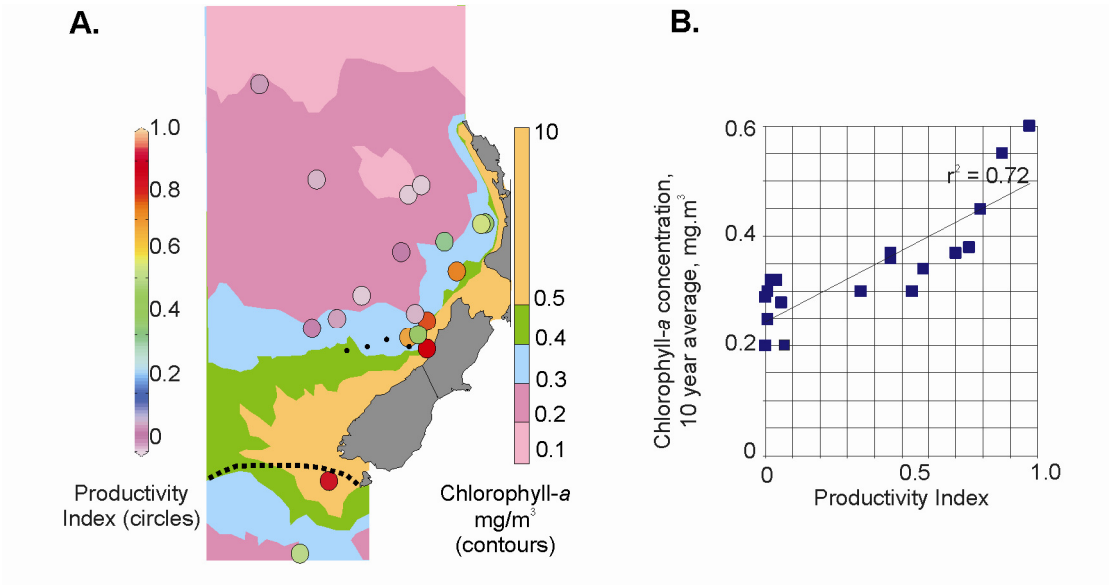 A.
1.0
0.8
0.6
0.4
0.2
0
Productivity
Index (circles)
10
0.5
0.4
0.3
0.2
0.1
Chlorophyll-a
mg/m³
(contours)
B.
0.6
0.4
0.2
0
r² = 0.72
Chlorophyll-a concentration,
10 year average, mg.m³
0
0.5
1.0
Productivity Index